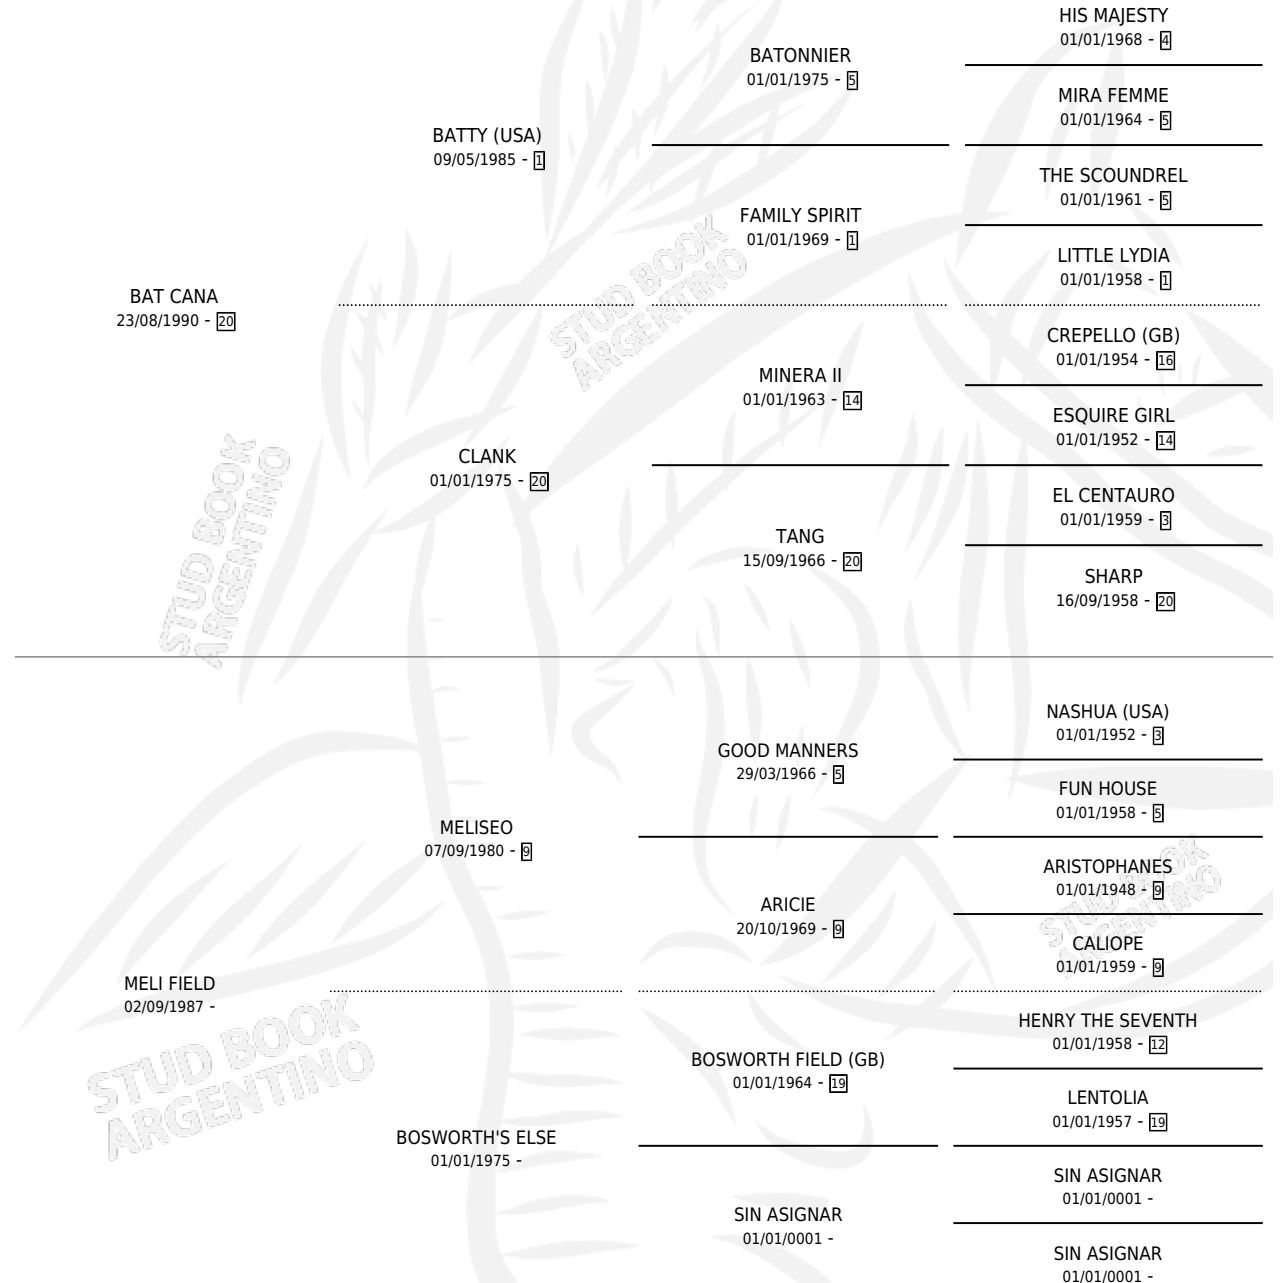 HIS MAJESTY
01/01/1968 - 4
BATONNIER
01/01/1975 - 5
MIRA FEMME
01/01/1964 - 5
BATTY (USA)
09/05/1985 - 1
THE SCOUNDREL
01/01/1961 - 5
FAMILY SPIRIT
01/01/1969 - 1
LITTLE LYDIA
01/01/1958 - 1
BAT CANA
23/08/1990 - 20
STUD BOOK
ARGENTINO
CREPELLO (GB)
01/01/1954 - 16
MINERA II
01/01/1963 - 14
ESQUIRE GIRL
01/01/1952 - 14
CLANK
01/01/1975 - 20
EL CENTAURO
01/01/1959 - 3
TANG
15/09/1966 - 20
SHARP
16/09/1958 - 20
STUD BOOK
ARGENTINO
NASHUA (USA)
01/01/1952 - 3
GOOD MANNERS
29/03/1966 - 5
FUN HOUSE
01/01/1958 - 5
MELISEO
07/09/1980 - 9
ARISTOPHANES
01/01/1948 - 9
ARICIE
20/10/1969 - 9
CALIOPE
01/01/1959 - 9
STUD BOOK
ARGENTINO
MELI FIELD
02/09/1987 -
HENRY THE SEVENTH
01/01/1958 - 12
BOSWORTH FIELD (GB)
01/01/1964 - 19
LENTOLIA
01/01/1957 - 19
STUD BOOK
ARGENTINO
BOSWORTH'S ELSE
01/01/1975 -
SIN ASIGNAR
01/01/0001 -
SIN ASIGNAR
01/01/0001 -
SIN ASIGNAR
01/01/0001 -